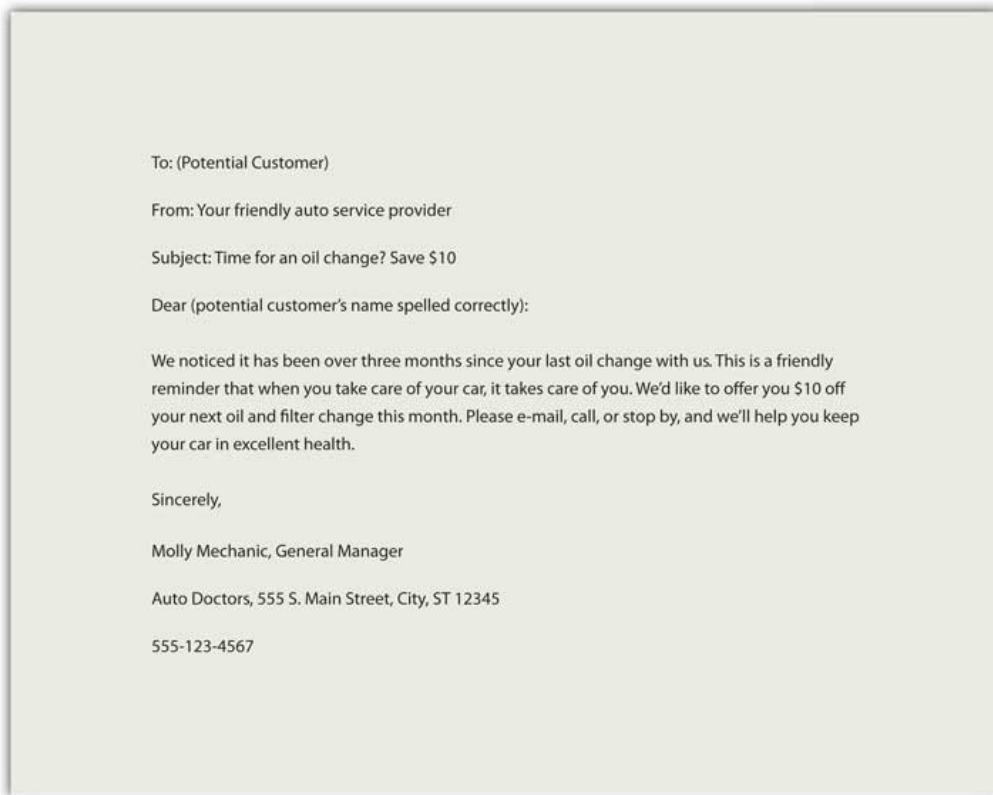 To: (Potential Customer)
From: Your friendly auto service provider
Subject: Time for an oil change? Save $10
Dear (potential customer’s name spelled correctly):
We noticed it has been over three months since your last oil change with us. This is a friendly
reminder that when you take care of your car, it takes care of you. We’d like to offer you $10 off
your next oil and filter change this month. Please e-mail, call, or stop by, and we’ll help you keep
your car in excellent health.
Sincerely,
Molly Mechanic, General Manager
Auto Doctors, 555 S. Main Street, City, ST 12345
555-123-4567